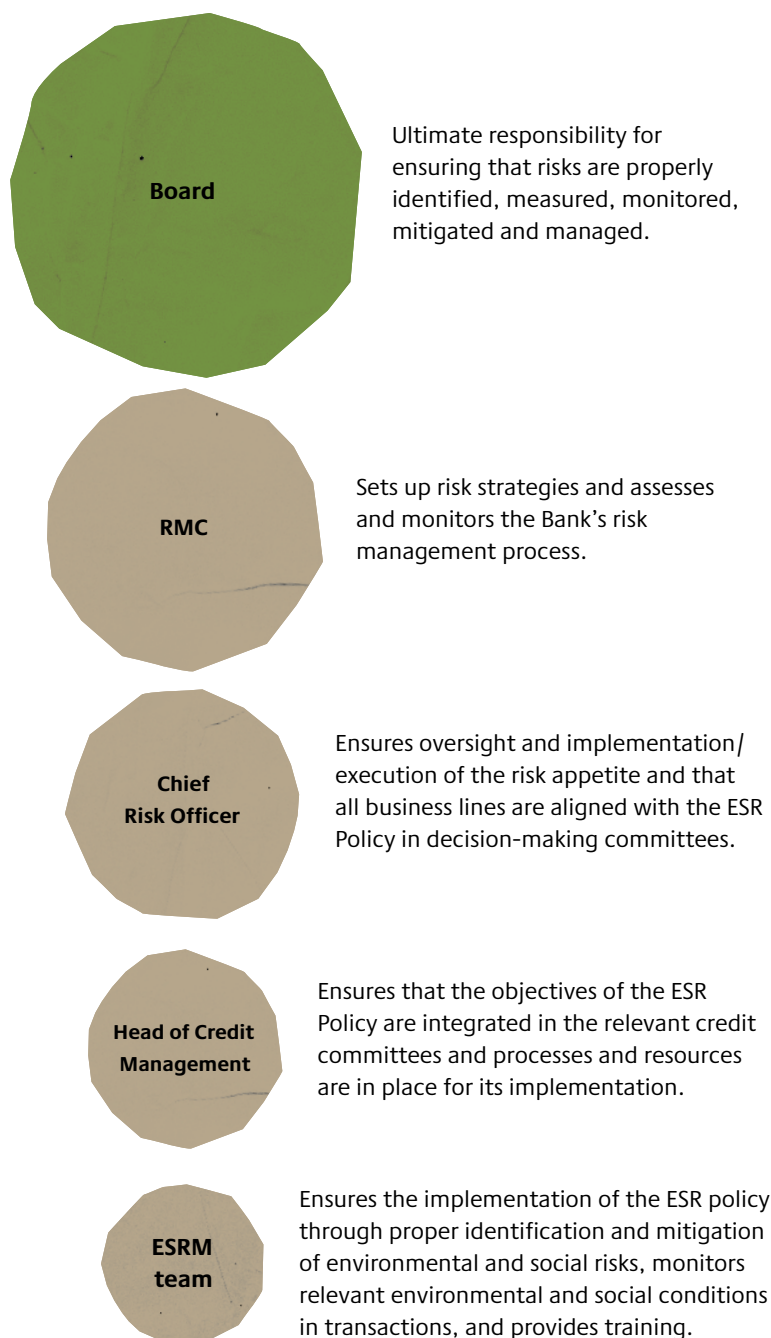 Board
Ultimate responsibility for
ensuring that risks are properly
identified, measured, monitored,
mitigated and managed.
RMC
Sets up risk strategies and assesses
and monitors the Bank’s risk
management process.
Chief
Risk Officer
Ensures oversight and implementation/
execution of the risk appetite and that
all business lines are aligned with the ESR
Policy in decision-making committees.
Head of Credit
Management
Ensures that the objectives of the ESR
Policy are integrated in the relevant credit
committees and processes and resources
are in place for its implementation.
ESRM
team
Ensures the implementation of the ESR policy
through proper identification and mitigation
of environmental and social risks, monitors
relevant environmental and social conditions
in transactions, and provides training.